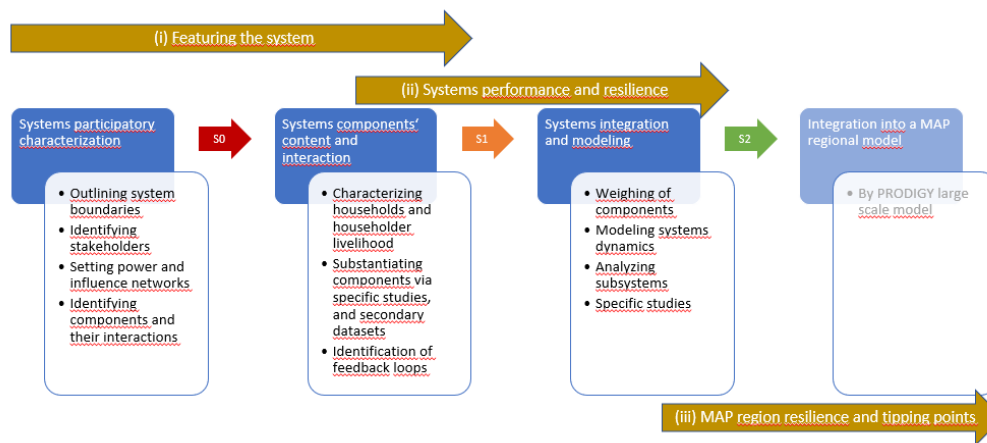 (i) Featuring the system
(ii) Systems performance and resilience
Systems participatory
characterization
S0
Systems components'
content and
interaction
S1
Systems integration
and modeling
S2
Integration into a MAP
regional model
• Outlining system
boundaries
• Identifying
stakeholders
• Setting power and
influence networks
• Identifying
components and
their interactions
• Characterizing
households and
householder
livelihood
• Substantiating
components via
specific studies,
and secondary
datasets
• Identification of
feedback loops
• Weighing of
components
• Modeling systems
dynamics
• Analyzing
subsystems
• Specific studies
• By PRODIGY large
scale model
(iii) MAP region resilience and tipping points